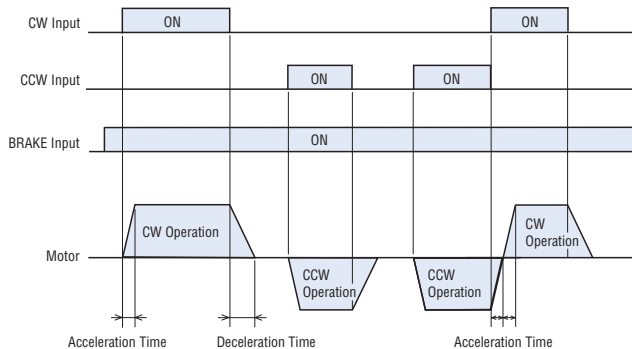 CW Input
ON
ON
CCW Input
ON
ON
BRAKE Input
ON
Motor
CW Operation
CCW
Operation
CCW
Operation
CW
Operation
Acceleration Time
Deceleration Time
Acceleration Time